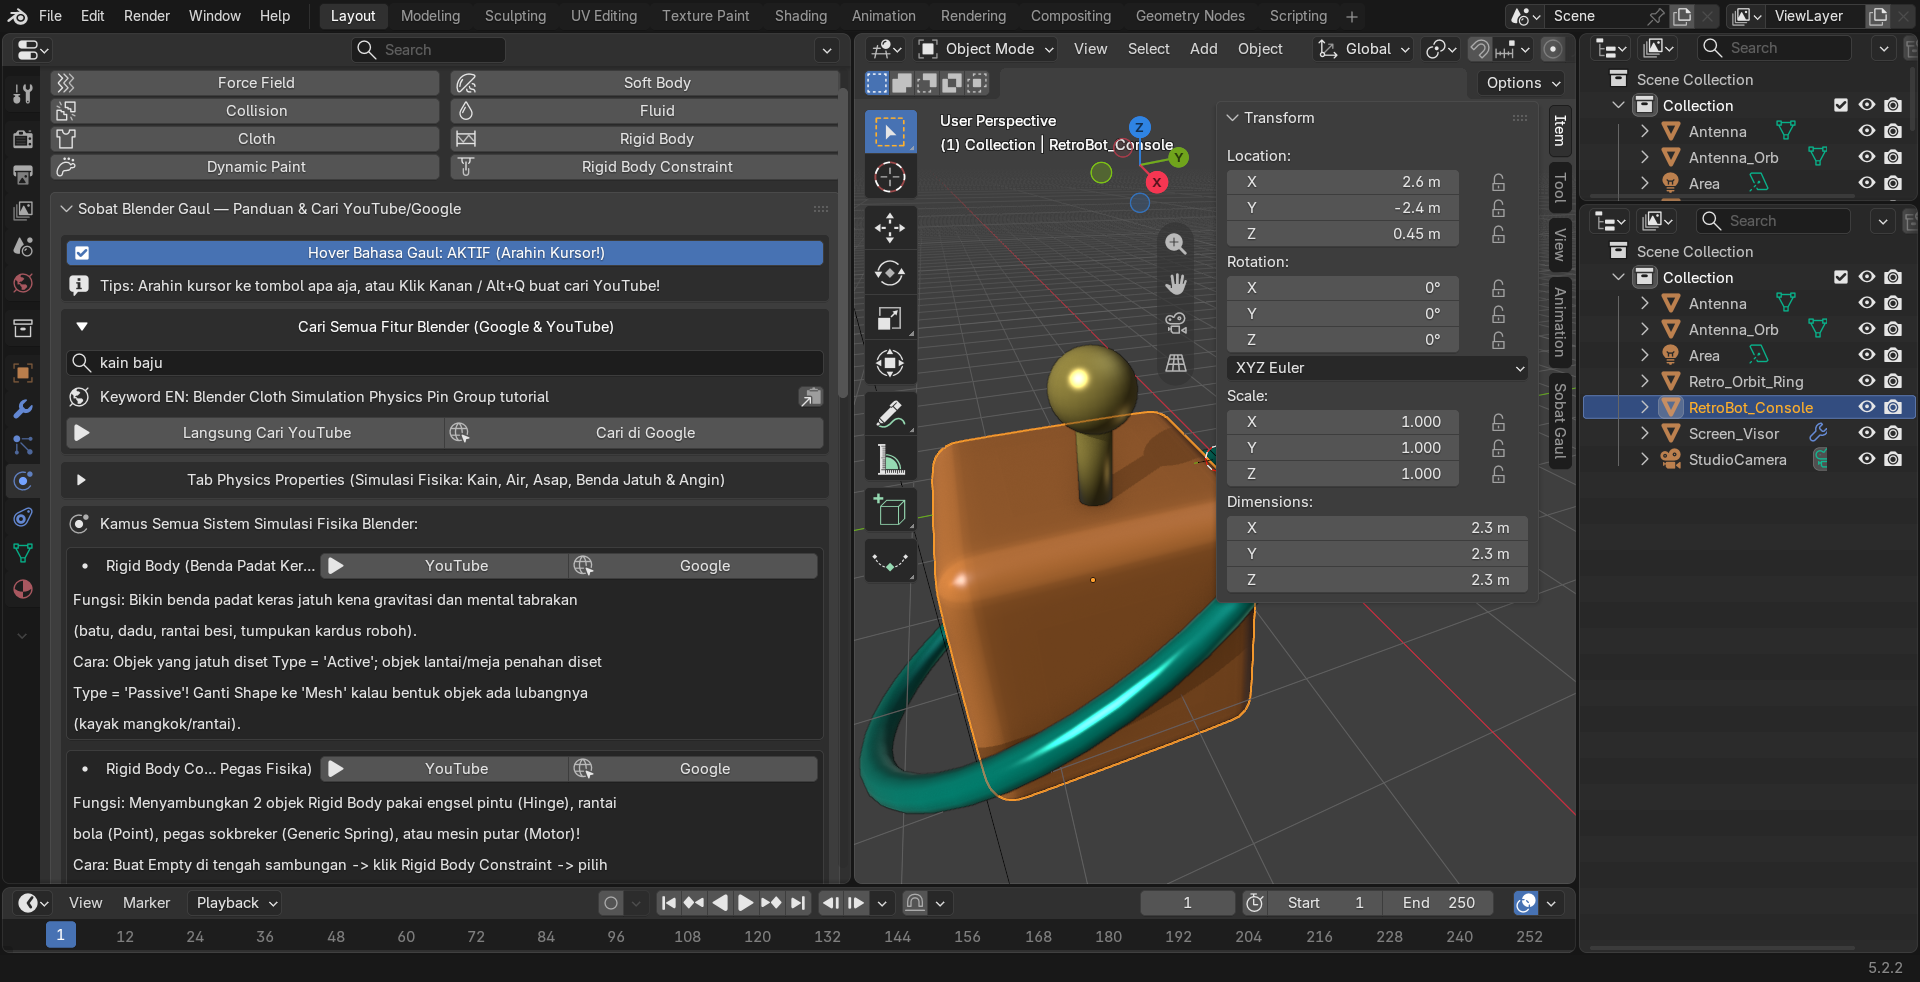 File Edit Render Window Help Layout Modeling Sculpting UV Editing Texture Paint Shading Animation Rendering Compositing Geometry Nodes Scripting + Scene ViewLayer
Search
Force Field Soft Body
Collision Fluid
Cloth Rigid Body
Dynamic Paint Rigid Body Constraint
Sobat Blender Gaul — Panduan & Cari YouTube/Google
Hover Bahasa Gaul: AKTIF (Arahin Kursor!)
Tips: Arahin kursor ke tombol apa aja, atau Klik Kanan / Alt+Q buat cari YouTube!
Cari Semua Fitur Blender (Google & YouTube)
kain baju
Keyword EN: Blender Cloth Simulation Physics Pin Group tutorial
Langsung Cari YouTube Cari di Google
Tab Physics Properties (Simulasi Fisika: Kain, Air, Asap, Benda Jatuh & Angin)
Kamus Semua Sistem Simulasi Fisika Blender:
• Rigid Body (Benda Padat Ker... YouTube Google
Fungsi: Bikin benda padat keras jatuh kena gravitasi dan mental tabrakan
(batu, dadu, rantai besi, tumpukan kardus roboh).
Cara: Objek yang jatuh diset Type = 'Active'; objek lantai/meja penahan diset
Type = 'Passive'! Ganti Shape ke 'Mesh' kalau bentuk objek ada lubangnya
(kayak mangkok/rantai).
• Rigid Body Co... Pegas Fisika) YouTube Google
Fungsi: Menyambungkan 2 objek Rigid Body pakai engsel pintu (Hinge), rantai
bola (Point), pegas sokbreker (Generic Spring), atau mesin putar (Motor)!
Cara: Buat Empty di tengah sambungan -> klik Rigid Body Constraint -> pilih
Object Mode View Select Add Object Global
Options
User Perspective
(1) Collection | RetroBot_Console
Z
Y
X
Transform
Location:
X 2.6 m
Y -2.4 m
Z 0.45 m
Rotation:
X 0°
Y 0°
Z 0°
XYZ Euler
Scale:
X 1.000
Y 1.000
Z 1.000
Dimensions:
X 2.3 m
Y 2.3 m
Z 2.3 m
Item
Tool
View
Animation
Sobat Gaul
Search
Scene Collection
Collection
Antenna
Antenna_Orb
Area
Search
Scene Collection
Collection
Antenna
Antenna_Orb
Area
Retro_Orbit_Ring
RetroBot_Console
Screen_Visor
StudioCamera
View Marker Playback 1 Start 1 End 250
1 12 24 36 48 60 72 84 96 108 120 132 144 156 168 180 192 204 216 228 240 252
5.2.2